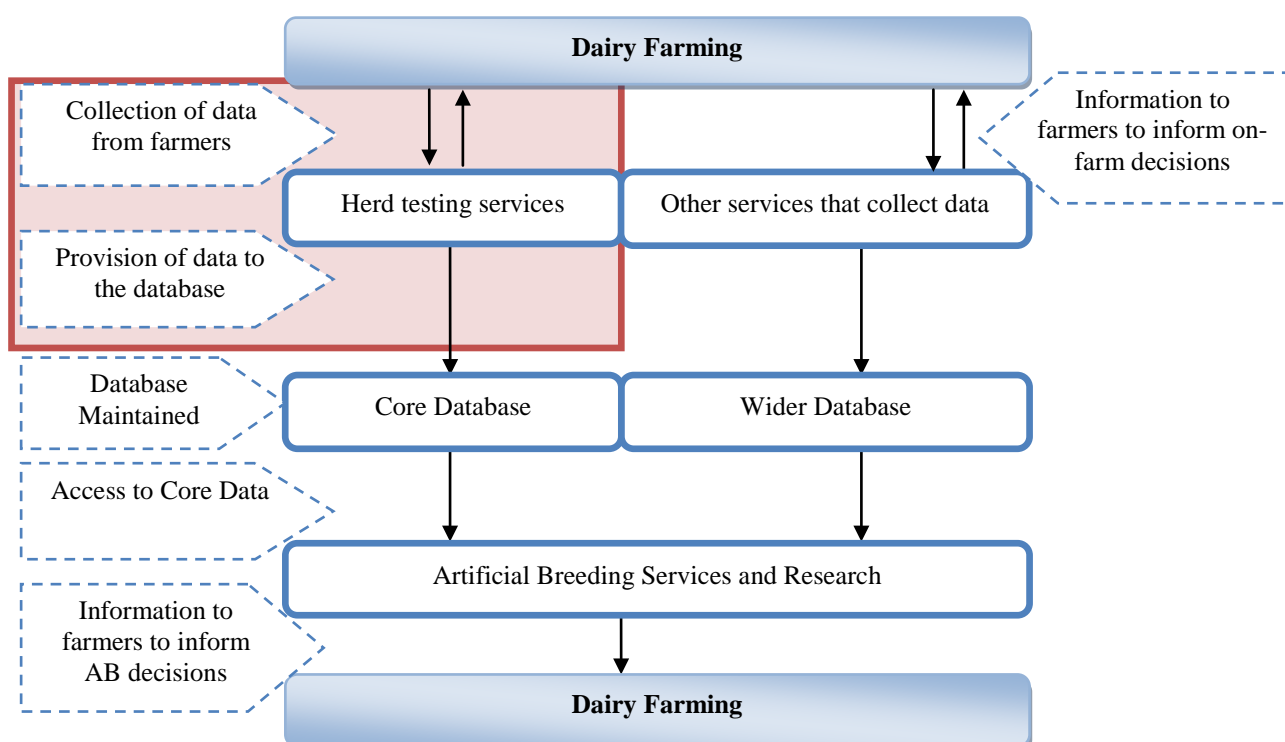 Dairy Farming
Collection of data
from farmers
Information to
farmers to inform on-
farm decisions
Herd testing services
Other services that collect data
Provision of data to
the database
Database
Maintained
Core Database
Wider Database
Access to Core Data
Artificial Breeding Services and Research
Information to
farmers to inform
AB decisions
Dairy Farming